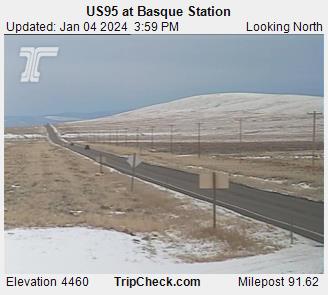 US95 at Basque Station
Updated: Jan 04 2024 3:59 PM Looking North
Elevation 4460 TripCheck.com Milepost 91.62